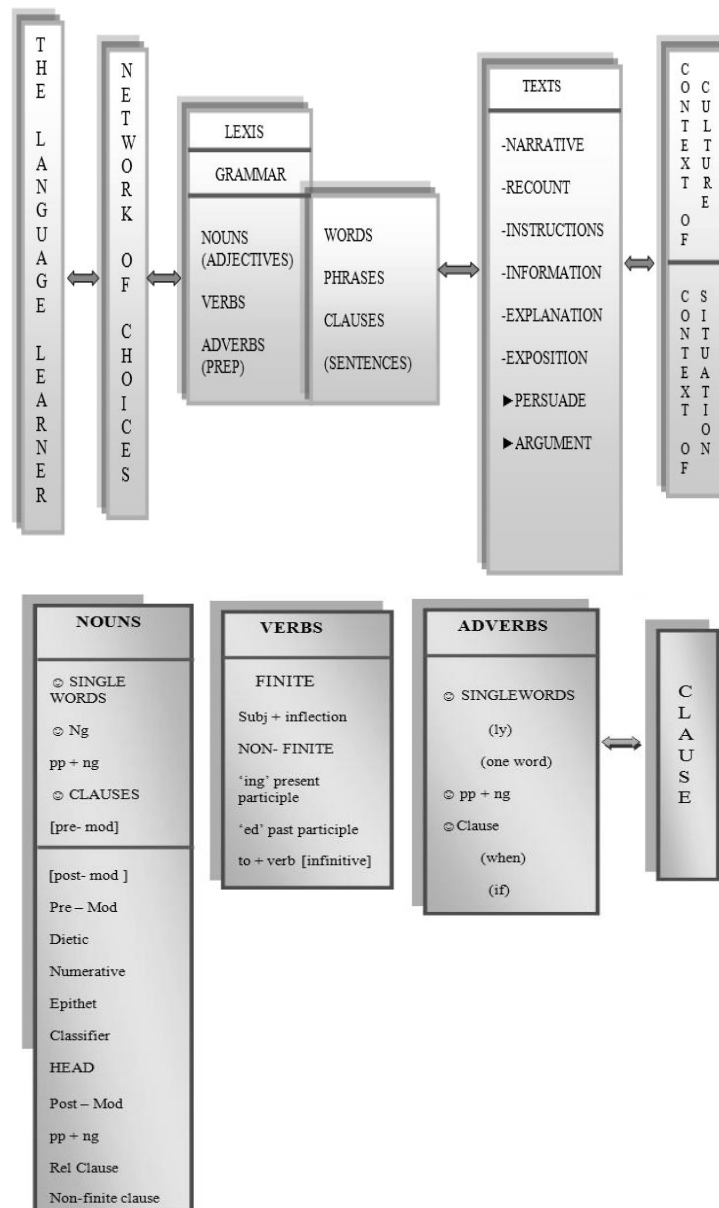 THE LANGUAGE LEARNER
NETWORK OF CHOICES
LEXIS
GRAMMAR
NOUNS
(ADJECTIVES)
VERBS
ADVERBS
(PREP)
WORDS
PHRASES
CLAUSES
(SENTENCES)
TEXTS
-NARRATIVE
-RECOUNT
-INSTRUCTIONS
-INFORMATION
-EXPLANATION
-EXPOSITION
►PERSUADE
►ARGUMENT
CONTEXT OF
CULTURE
CONTEXT OF
SITUATION
NOUNS
☺ SINGLE
WORDS
☺ Ng
pp + ng
☺ CLAUSES
[pre- mod]
[post- mod ]
Pre – Mod
Dietic
Numerative
Epithet
Classifier
HEAD
Post – Mod
pp + ng
Rel Clause
Non-finite clause
VERBS
FINITE
Subj + inflection
NON- FINITE
‘ing’ present
participle
‘ed’ past participle
to + verb [infinitive]
ADVERBS
☺ SINGLEWORDS
(ly)
(one word)
☺ pp + ng
☺Clause
(when)
(if)
CLAUSE